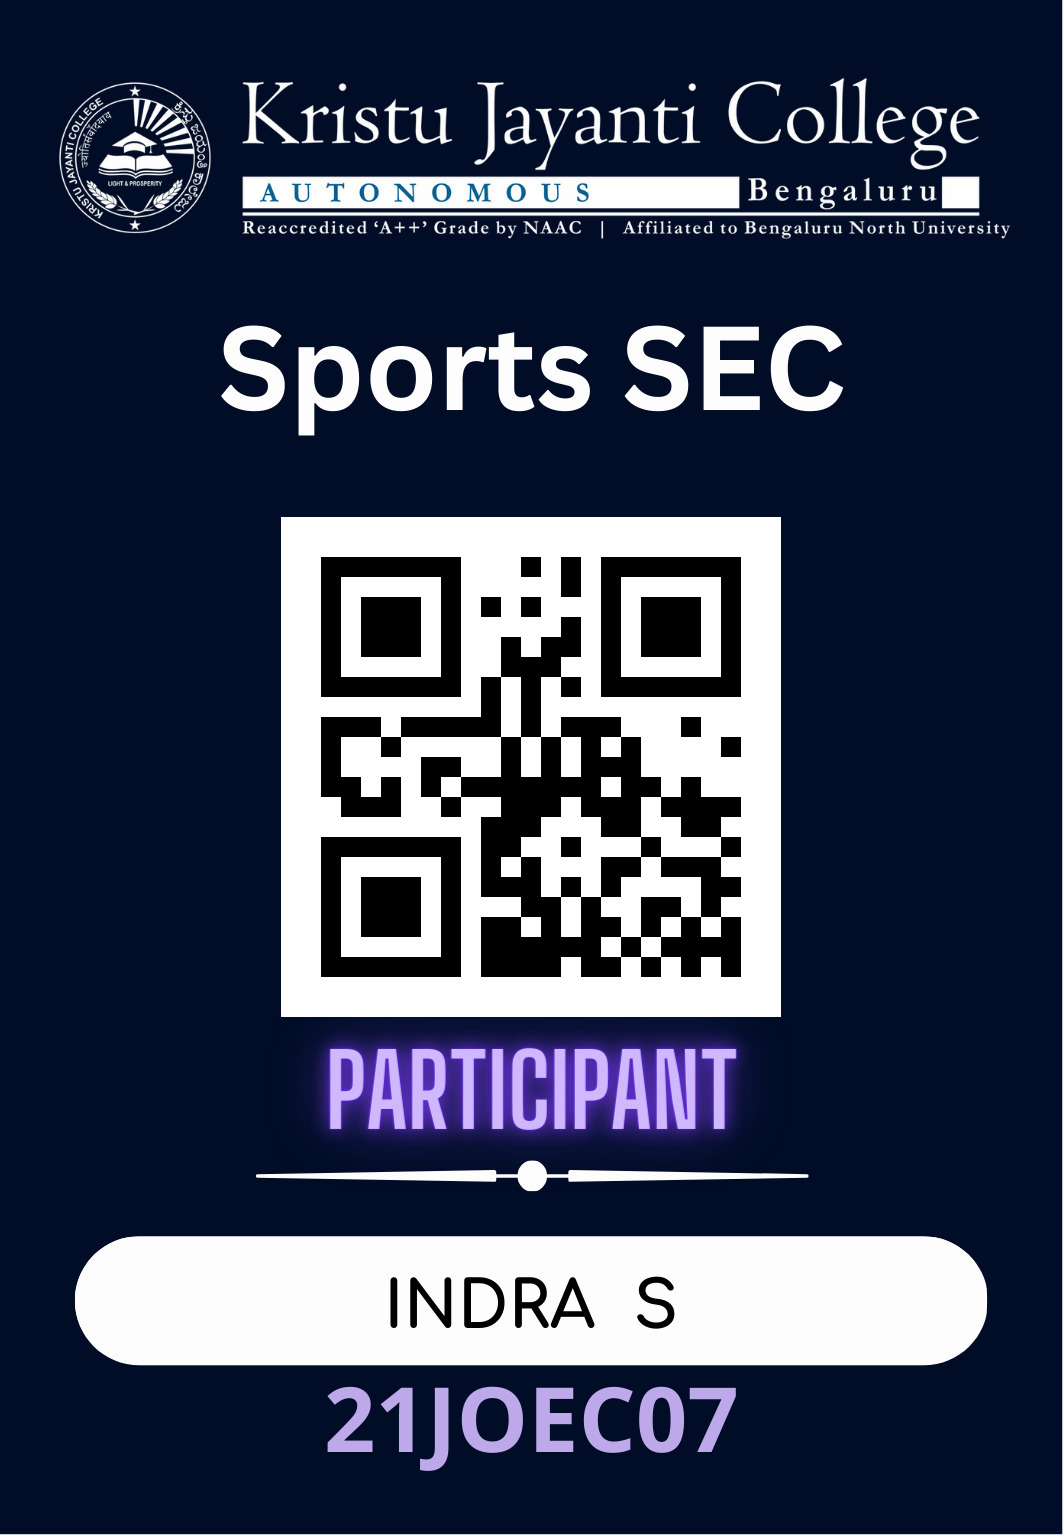 Kristu Jayanti College
AUTONOMOUS Bengaluru
Reaccredited ‘A++’ Grade by NAAC | Affiliated to Bengaluru North University
KRISTU JAYANTI COLLEGE
LIGHT & PROSPERITY
Sports SEC
PARTICIPANT
INDRA S
21JOEC07